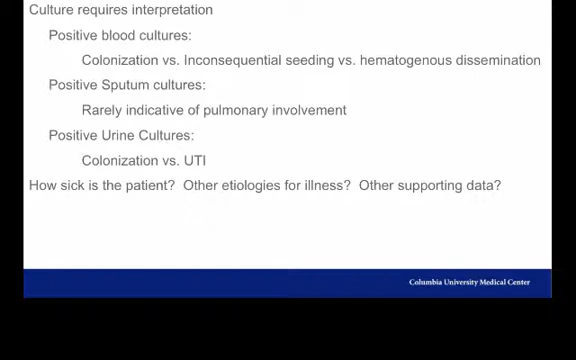 Culture requires interpretation
Positive blood cultures:
Colonization vs. Inconsequential seeding vs. hematogenous dissemination
Positive Sputum cultures:
Rarely indicative of pulmonary involvement
Positive Urine Cultures:
Colonization vs. UTI
How sick is the patient? Other etiologies for illness? Other supporting data?
Columbia University Medical Center